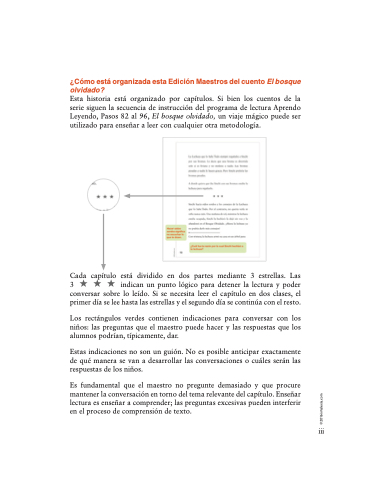 ¿Cómo está organizada esta Edición Maestros del cuento El bosque
olvidado?
Esta historia está organizado por capítulos. Si bien los cuentos de la
serie siguen la secuencia de instrucción del programa de lectura Aprendo
Leyendo, Pasos 82 al 96, El bosque olvidado, un viaje mágico puede ser
utilizado para enseñar a leer con cualquier otra metodología.
Cada capítulo está dividido en dos partes mediante 3 estrellas. Las
3 ★ ★ ★ indican un punto lógico para detener la lectura y poder
conversar sobre lo leído. Si se necesita leer el capítulo en dos clases, el
primer día se lee hasta las estrellas y el segundo día se continúa con el resto.
Los rectángulos verdes contienen indicaciones para conversar con los
niños: las preguntas que el maestro puede hacer y las respuestas que los
alumnos podrían, típicamente, dar.
Estas indicaciones no son un guión. No es posible anticipar exactamente
de qué manera se van a desarrollar las conversaciones o cuáles serán las
respuestas de los niños.
Es fundamental que el maestro no pregunte demasiado y que procure
mantener la conversación en torno del tema relevante del capítulo. Enseñar
lectura es enseñar a comprender; las preguntas excesivas pueden interferir
en el proceso de comprensión de texto.
iii